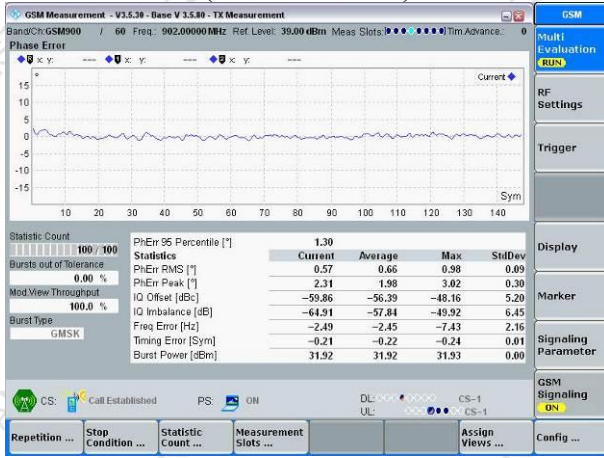 GSM Measurement - V3.5.30 - Base V 3.5.80 - TX Measurement
GSM
Band/Ch:GSM900 / 60 Freq.: 902.00000 MHz Ref. Level: 39.00 dBm Meas Slots: Tim.Advance.: 0
Multi Evaluation
RUN
Phase Error
x: y: --- x: y: --- x: y: ---
°
Current
15
10
5
0
-5
-10
-15
Sym
10 20 30 40 50 60 70 80 90 100 110 120 130 140
RF Settings
Trigger
Display
Marker
Signaling Parameter
GSM Signaling
ON
Statistic Count
100 / 100
Bursts out of Tolerance
0.00 %
Mod.View Throughput
100.0 %
Burst Type
GMSK
PhErr 95 Percentile [°] 1.30
Statistics Current Average Max StdDev
PhErr RMS [°] 0.57 0.66 0.98 0.09
PhErr Peak [°] 2.31 1.98 3.02 0.30
IQ Offset [dBc] -59.86 -56.39 -48.16 5.20
IQ Imbalance [dB] -64.91 -57.84 -49.92 6.45
Freq Error [Hz] -2.49 -2.45 -7.43 2.16
Timing Error [Sym] -0.21 -0.22 -0.24 0.01
Burst Power [dBm] 31.92 31.92 31.93 0.00
CS: Call Established PS: ON DL: CS-1
UL: CS-1
Repetition ...
Stop Condition ...
Statistic Count ...
Measurement Slots ...
Assign Views ...
Config ...